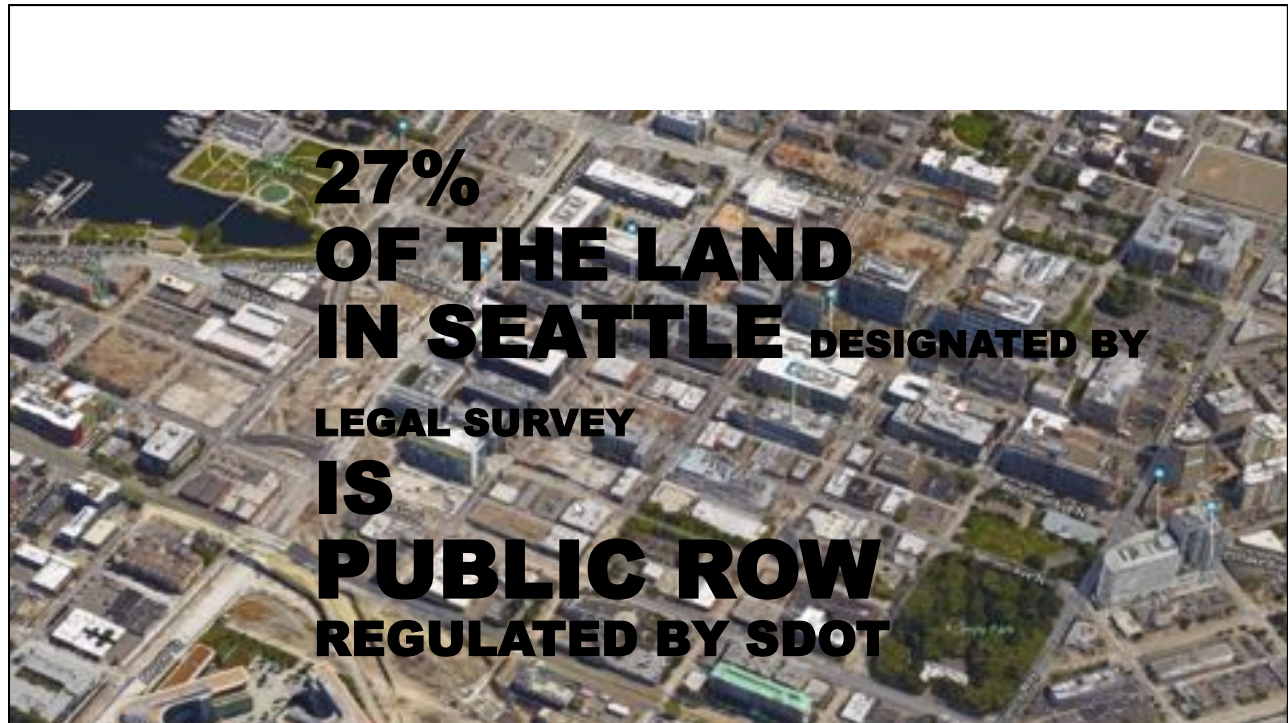 27%
OF THE LAND
IN SEATTLE DESIGNATED BY
LEGAL SURVEY
IS
PUBLIC ROW
REGULATED BY SDOT